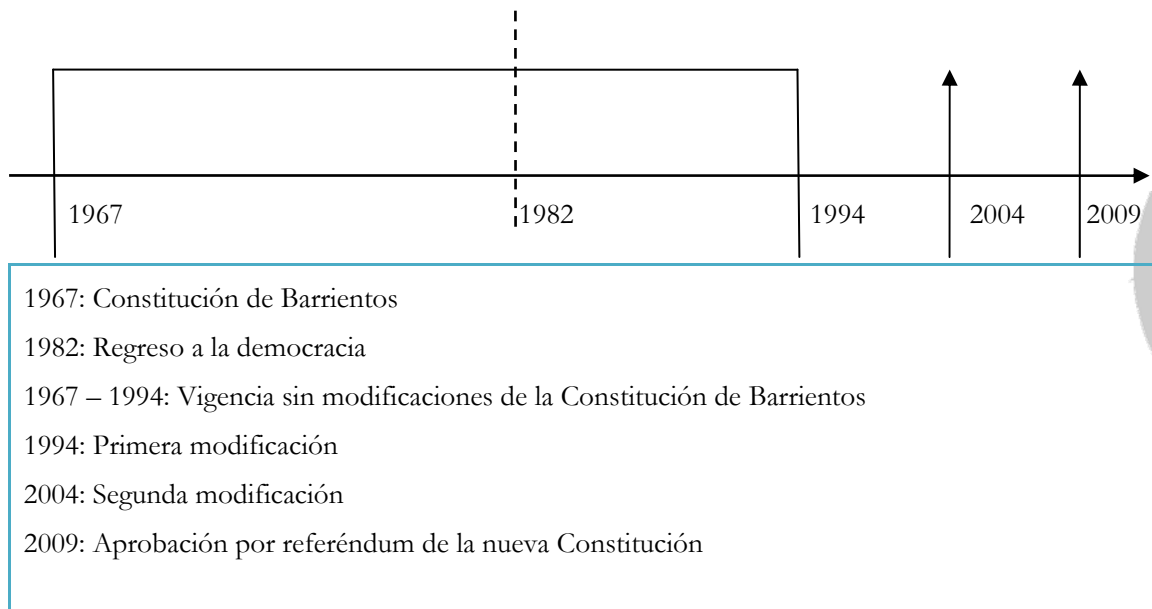 1967 1982 1994 2004 2009
1967: Constitución de Barrientos
1982: Regreso a la democracia
1967 – 1994: Vigencia sin modificaciones de la Constitución de Barrientos
1994: Primera modificación
2004: Segunda modificación
2009: Aprobación por referéndum de la nueva Constitución